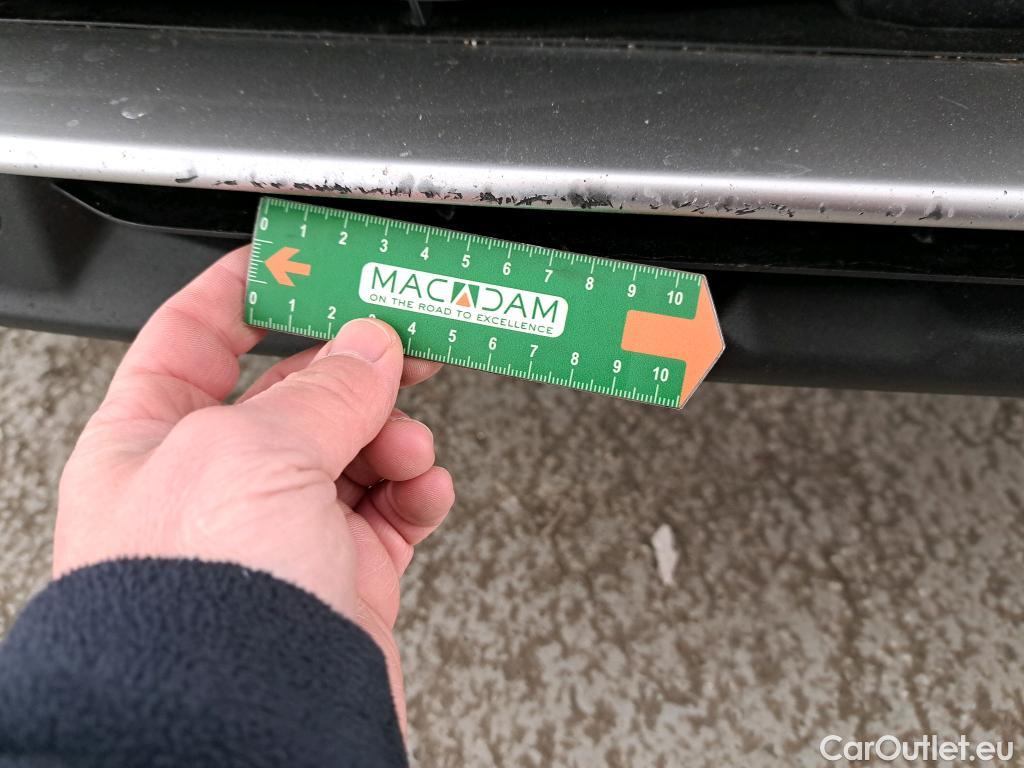 0 1 2 3 4 5 6 7 8 9 10
MACADAM
ON THE ROAD TO EXCELLENCE
0 1 2 3 4 5 6 7 8 9 10
CarOutlet.eu